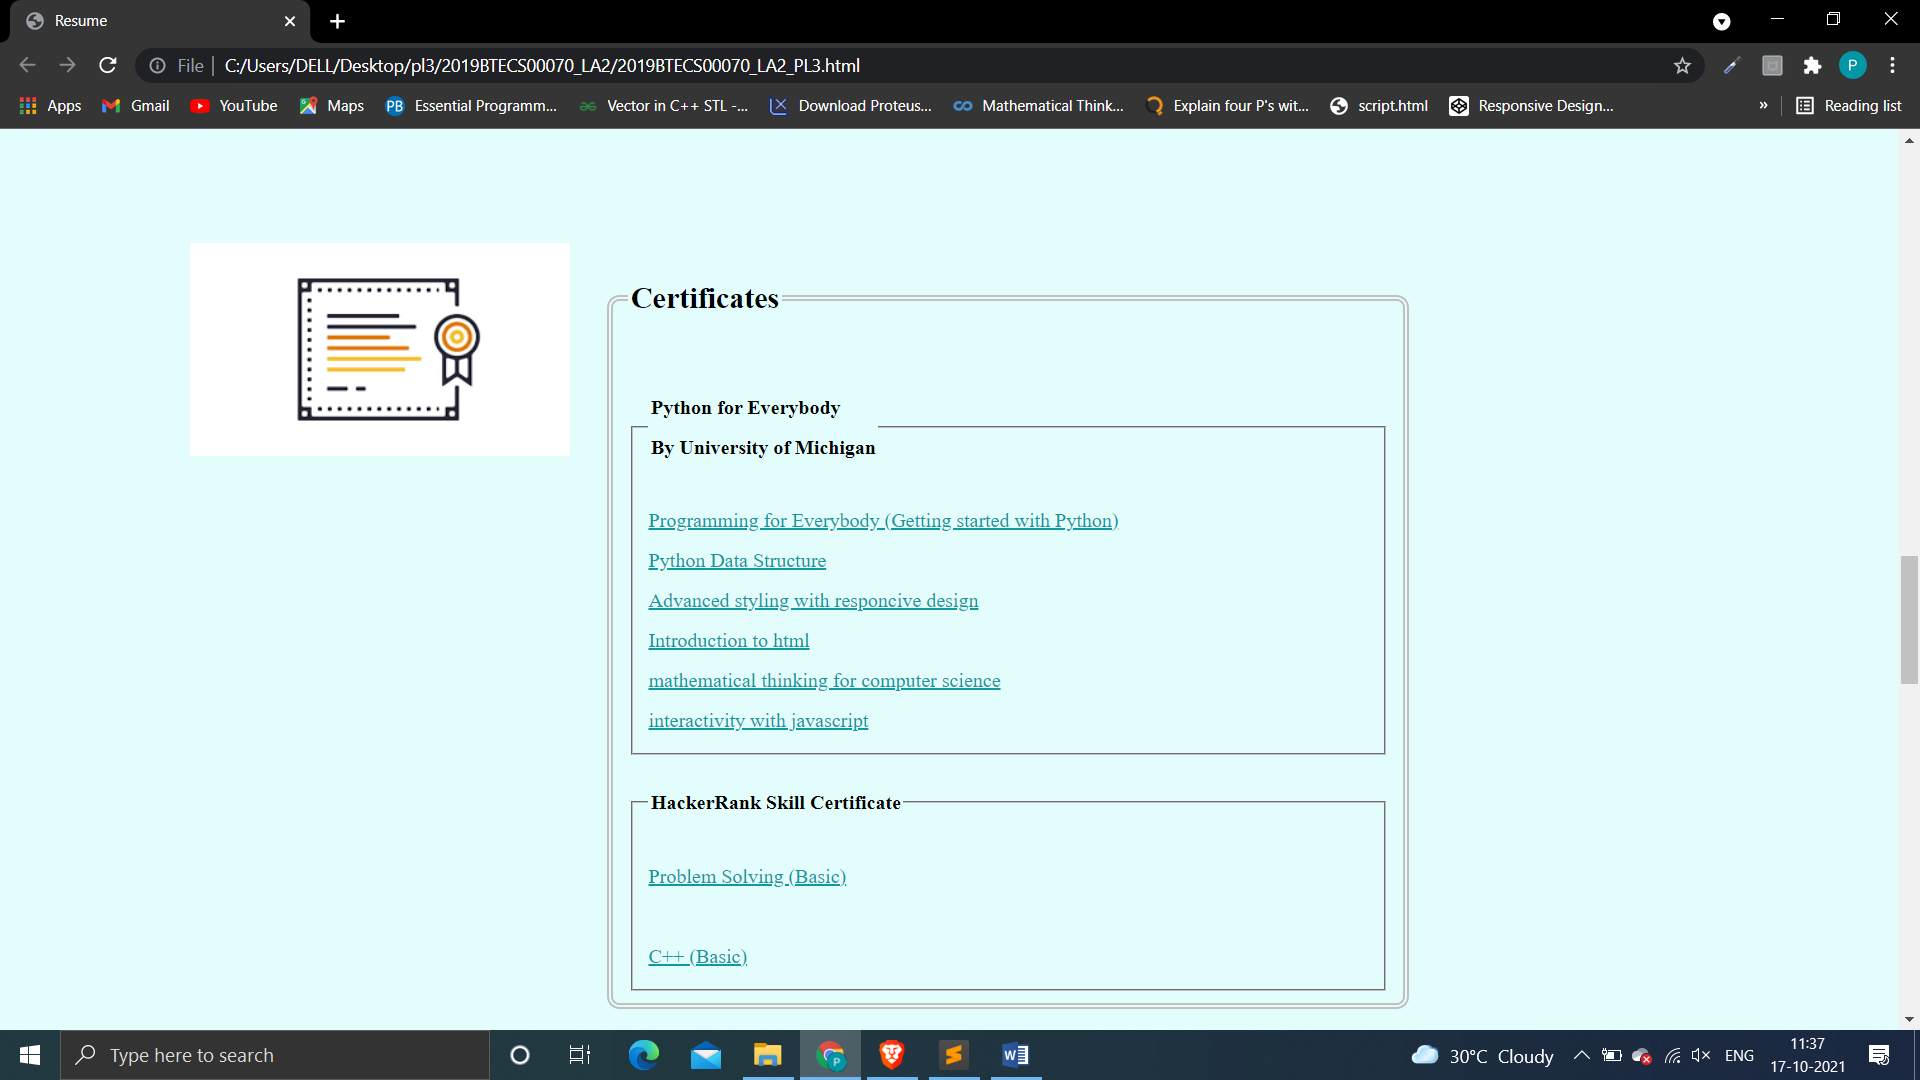 Resume
File
C:/Users/DELL/Desktop/pl3/2019BTECS00070_LA2/2019BTECS00070_LA2_PL3.html
P
Apps
Gmail
YouTube
Maps
PB Essential Programm...
Vector in C++ STL -...
Download Proteus...
Mathematical Think...
Explain four P's wit...
script.html
Responsive Design...
»
Reading list
Certificates
Python for Everybody
By University of Michigan
Programming for Everybody (Getting started with Python)
Python Data Structure
Advanced styling with responcive design
Introduction to html
mathematical thinking for computer science
interactivity with javascript
HackerRank Skill Certificate
Problem Solving (Basic)
C++ (Basic)
Type here to search
30°C Cloudy
ENG
11:37
17-10-2021